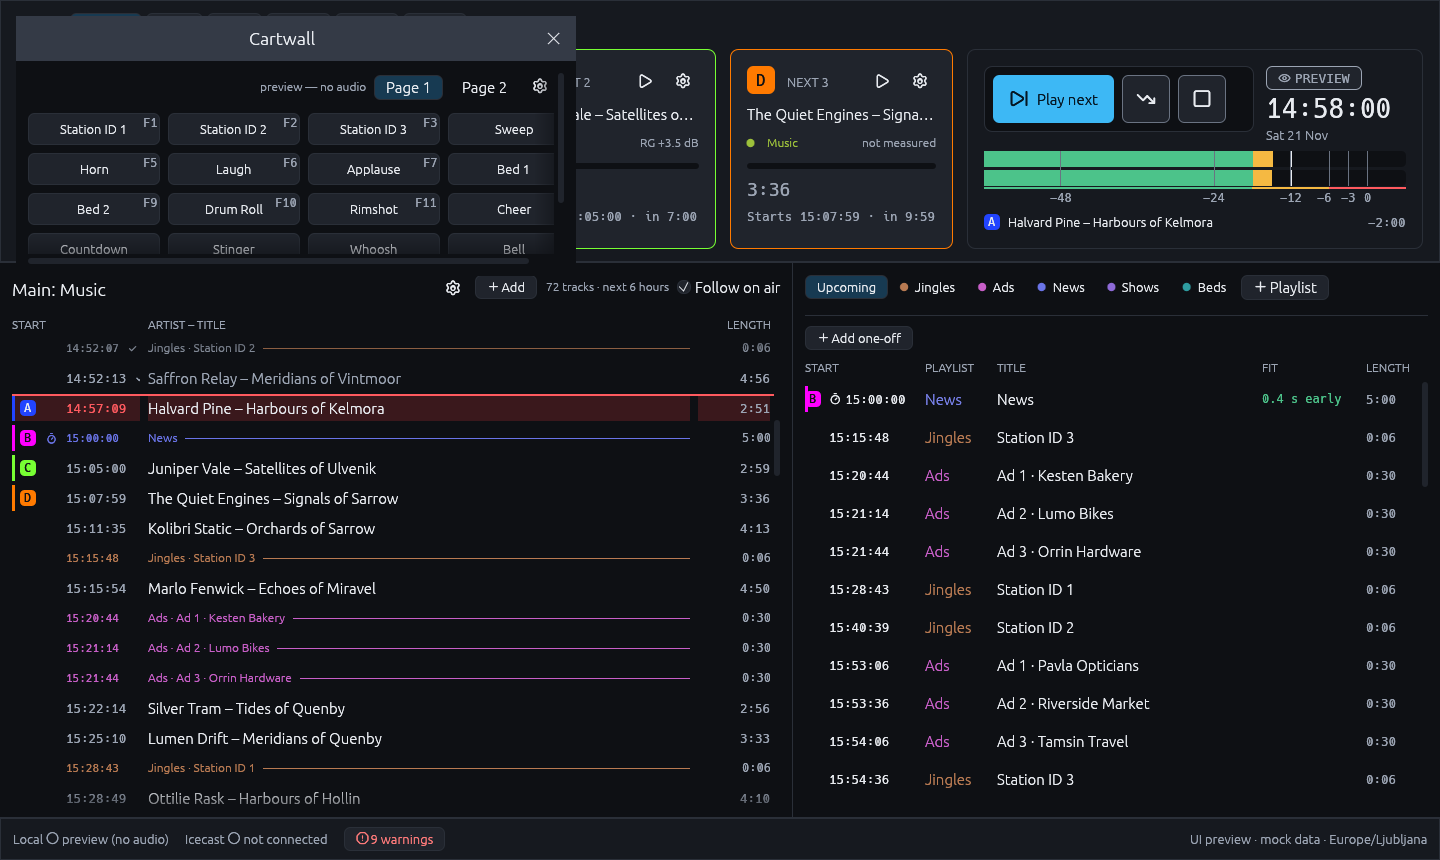 Cartwall
preview — no audio Page 1 Page 2
Station ID 1 F1 Station ID 2 F2 Station ID 3 F3 Sweep
Horn F5 Laugh F6 Applause F7 Bed 1
Bed 2 F9 Drum Roll F10 Rimshot F11 Cheer
Countdown Stinger Whoosh Bell
T 2
ale – Satellites o…
RG +3.5 dB
:05:00 · in 7:00
D NEXT 3
The Quiet Engines – Signa…
Music not measured
3:36
Starts 15:07:59 · in 9:59
Play next
PREVIEW
14:58:00
Sat 21 Nov
−48 −24 −12 −6 −3 0
A Halvard Pine – Harbours of Kelmora −2:00
Main: Music + Add 72 tracks · next 6 hours Follow on air
START ARTIST – TITLE LENGTH
14:52:07 Jingles · Station ID 2 0:06
14:52:13 Saffron Relay – Meridians of Vintmoor 4:56
A 14:57:09 Halvard Pine – Harbours of Kelmora 2:51
B 15:00:00 News 5:00
C 15:05:00 Juniper Vale – Satellites of Ulvenik 2:59
D 15:07:59 The Quiet Engines – Signals of Sarrow 3:36
15:11:35 Kolibri Static – Orchards of Sarrow 4:13
15:15:48 Jingles · Station ID 3 0:06
15:15:54 Marlo Fenwick – Echoes of Miravel 4:50
15:20:44 Ads · Ad 1 · Kesten Bakery 0:30
15:21:14 Ads · Ad 2 · Lumo Bikes 0:30
15:21:44 Ads · Ad 3 · Orrin Hardware 0:30
15:22:14 Silver Tram – Tides of Quenby 2:56
15:25:10 Lumen Drift – Meridians of Quenby 3:33
15:28:43 Jingles · Station ID 1 0:06
15:28:49 Ottilie Rask – Harbours of Hollin 4:10
Upcoming Jingles Ads News Shows Beds + Playlist
+ Add one-off
START PLAYLIST TITLE FIT LENGTH
B 15:00:00 News News 0.4 s early 5:00
15:15:48 Jingles Station ID 3 0:06
15:20:44 Ads Ad 1 · Kesten Bakery 0:30
15:21:14 Ads Ad 2 · Lumo Bikes 0:30
15:21:44 Ads Ad 3 · Orrin Hardware 0:30
15:28:43 Jingles Station ID 1 0:06
15:40:39 Jingles Station ID 2 0:06
15:53:06 Ads Ad 1 · Pavla Opticians 0:30
15:53:36 Ads Ad 2 · Riverside Market 0:30
15:54:06 Ads Ad 3 · Tamsin Travel 0:30
15:54:36 Jingles Station ID 3 0:06
Local preview (no audio) Icecast not connected 9 warnings
UI preview · mock data · Europe/Ljubljana